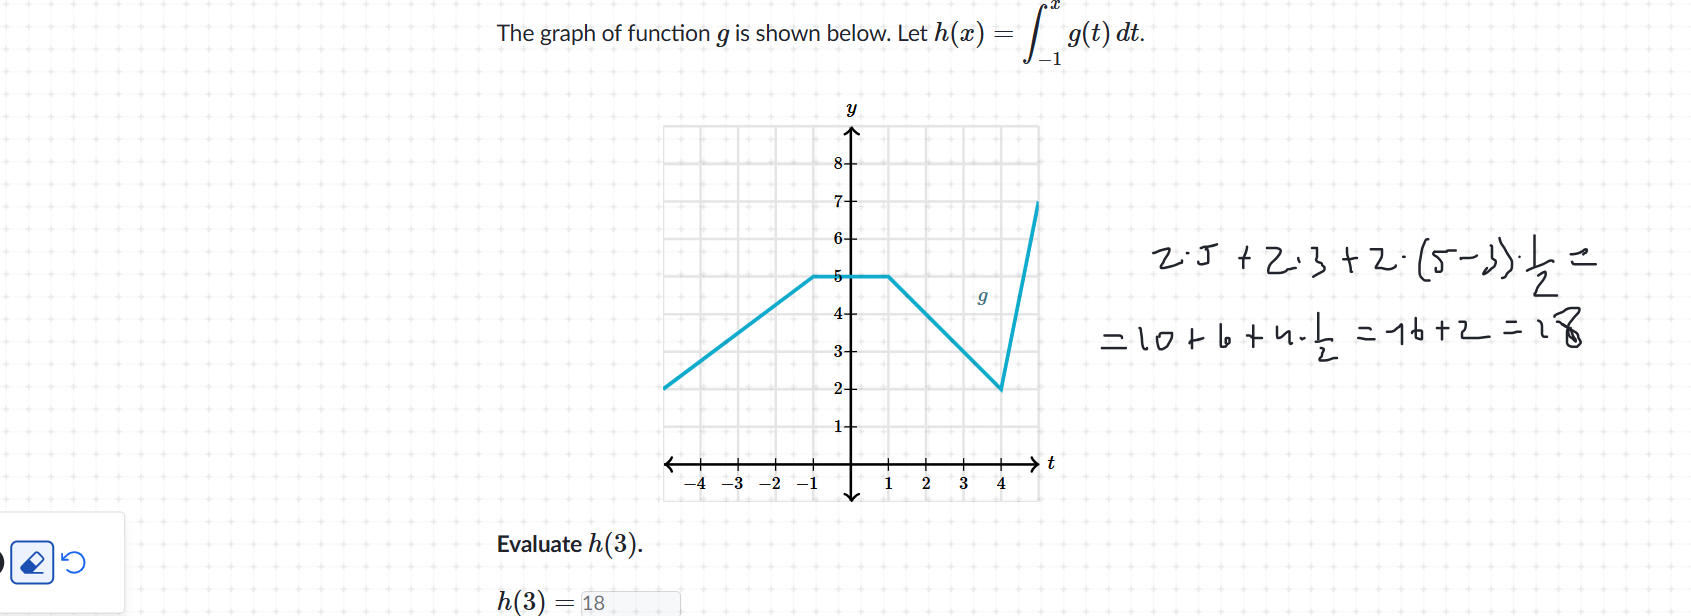 The graph of function g is shown below. Let h(x) = ∫₋₁ˣ g(t) dt.
y
8
7
6
5
4
3
2
1
g
t
−4 −3 −2 −1 1 2 3 4
2·5 + 2·3 + 2·(5−3)·1/2 =
= 10 + 6 + 4·1/2 = 16 + 2 = 18
Evaluate h(3).
h(3) = 18